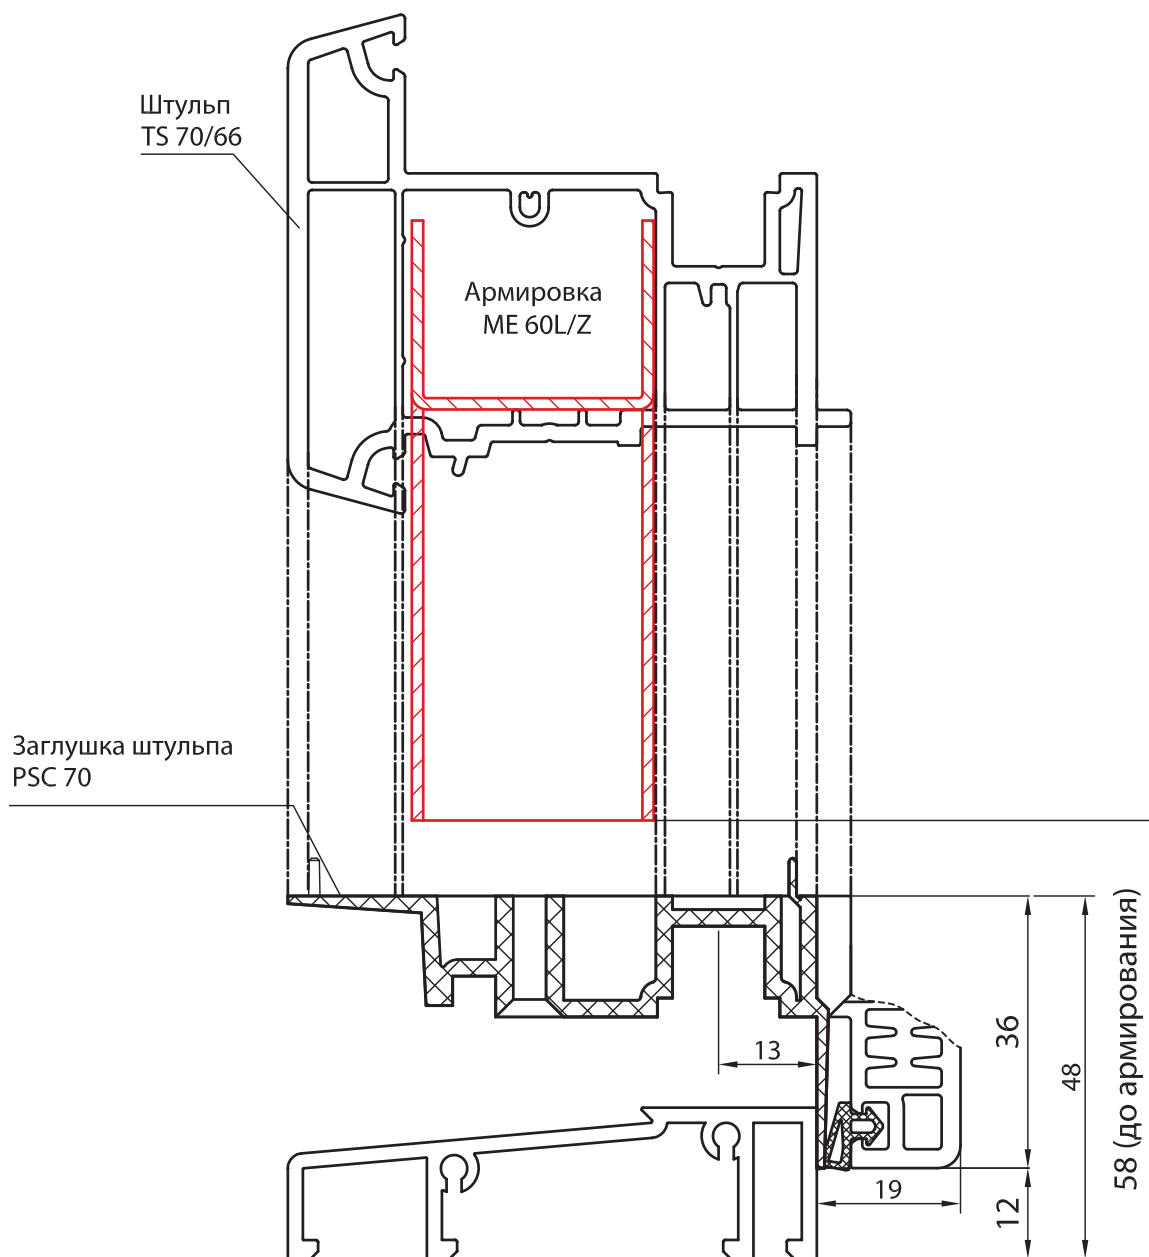 Штульп
TS 70/66
Армировка
ME 60L/Z
Заглушка штульпа
PSC 70
13
36
48
58 (до армирования)
19
12